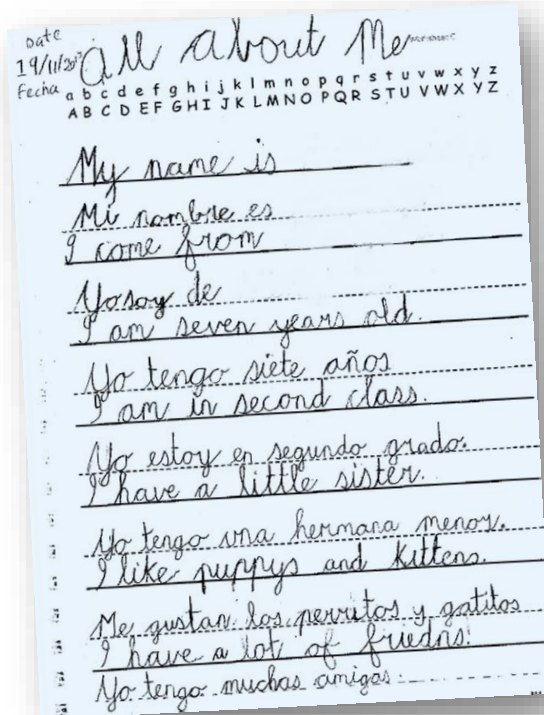 Date
All about Me
19/11/
Fecha
a b c d e f g h i j k l m n o p q r s t u v w x y z
A B C D E F G H I J K L M N O P Q R S T U V W X Y Z
My name is
Mi nombre es
I come from
Yo soy de
I am seven years old.
Yo tengo siete años
I am in second class.
Yo estoy en segundo grado.
I have a little sister.
Yo tengo una hermana menor.
I like puppys and kittens.
Me gustan los perritos y gatitos
I have a lot of friedns!
Yo tengo muchas amigas.